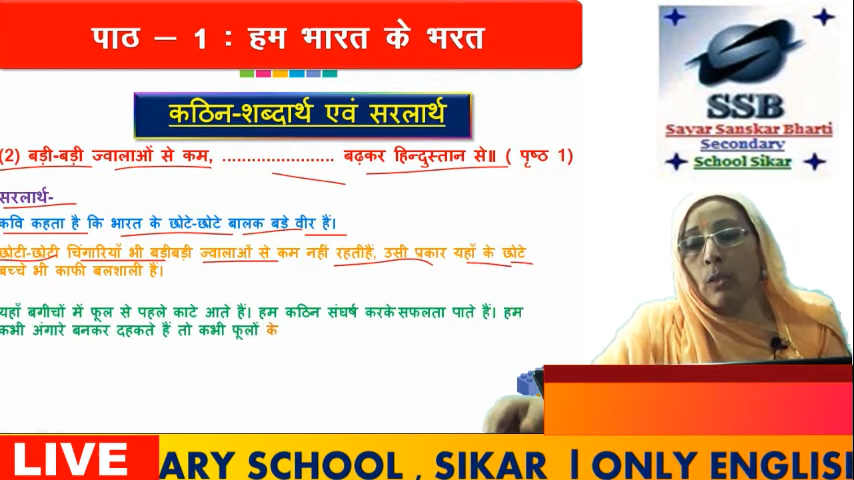 पाठ – 1 : हम भारत के भरत
SSB
Savar Sanskar Bharti
Secondary
School Sikar
कठिन-शब्दार्थ एवं सरलार्थ
(2) बड़ी-बड़ी ज्वालाओं से कम, ....................... बढ़कर हिन्दुस्तान से॥ ( पृष्ठ 1)
सरलार्थ-
कवि कहता है कि भारत के छोटे-छोटे बालक बड़े वीर हैं।
छोटी-छोटी चिंगारियाँ भी बड़ीबड़ी ज्वालाओं से कम नहीं रहतीहैं, उसी प्रकार यहाँ के छोटे
बच्चे भी काफी बलशाली हैं।
यहाँ बगीचों में फूल से पहले काटे आते हैं। हम कठिन संघर्ष करके सफलता पाते हैं। हम
कभी अंगारे बनकर दहकते हैं तो कभी फूलों के
LIVE
ARY SCHOOL , SIKAR | ONLY ENGLIS